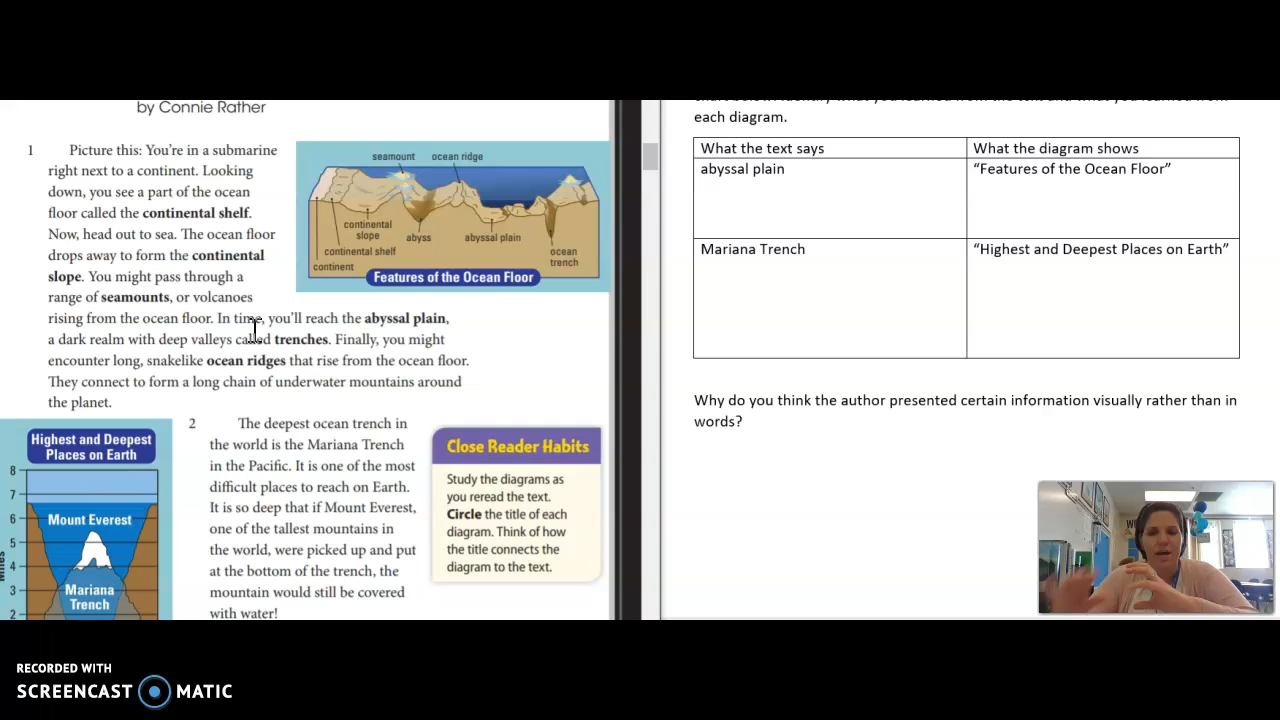 by Connie Rather
1 Picture this: You're in a submarine
right next to a continent. Looking
down, you see a part of the ocean
floor called the continental shelf.
Now, head out to sea. The ocean floor
drops away to form the continental
slope. You might pass through a
range of seamounts, or volcanoes
rising from the ocean floor. In time, you'll reach the abyssal plain,
a dark realm with deep valleys called trenches. Finally, you might
encounter long, snakelike ocean ridges that rise from the ocean floor.
They connect to form a long chain of underwater mountains around
the planet.
seamount ocean ridge
continental
slope
abyss
abyssal plain
continental shelf
ocean
trench
continent
Features of the Ocean Floor
Highest and Deepest
Places on Earth
8
7
6
5
4
3
2
Miles
Mount Everest
Mariana
Trench
2 The deepest ocean trench in
the world is the Mariana Trench
in the Pacific. It is one of the most
difficult places to reach on Earth.
It is so deep that if Mount Everest,
one of the tallest mountains in
the world, were picked up and put
at the bottom of the trench, the
mountain would still be covered
with water!
Close Reader Habits
Study the diagrams as
you reread the text.
Circle the title of each
diagram. Think of how
the title connects the
diagram to the text.
each diagram.
What the text says What the diagram shows
abyssal plain "Features of the Ocean Floor"
Mariana Trench "Highest and Deepest Places on Earth"
Why do you think the author presented certain information visually rather than in
words?
RECORDED WITH
SCREENCAST MATIC